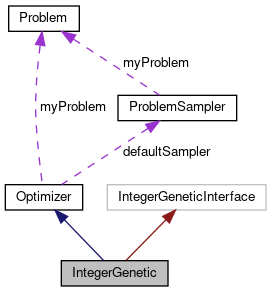 Problem
myProblem
ProblemSampler
myProblem
defaultSampler
Optimizer
IntegerGeneticInterface
IntegerGenetic